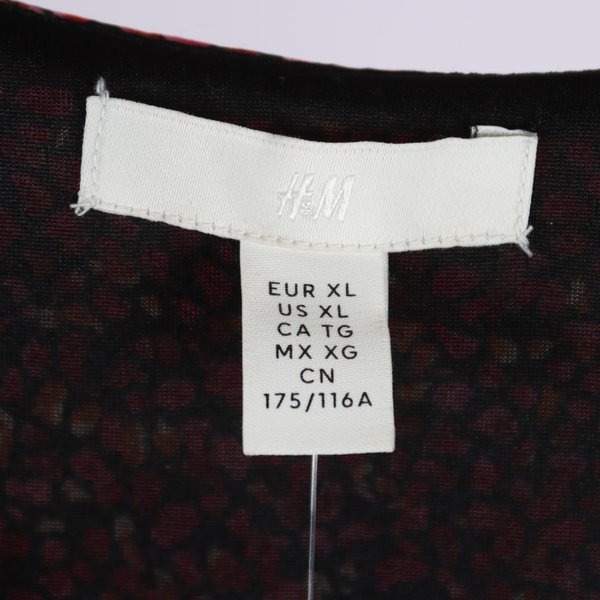 H&M
EUR XL
US XL
CA TG
MX XG
CN
175/116A